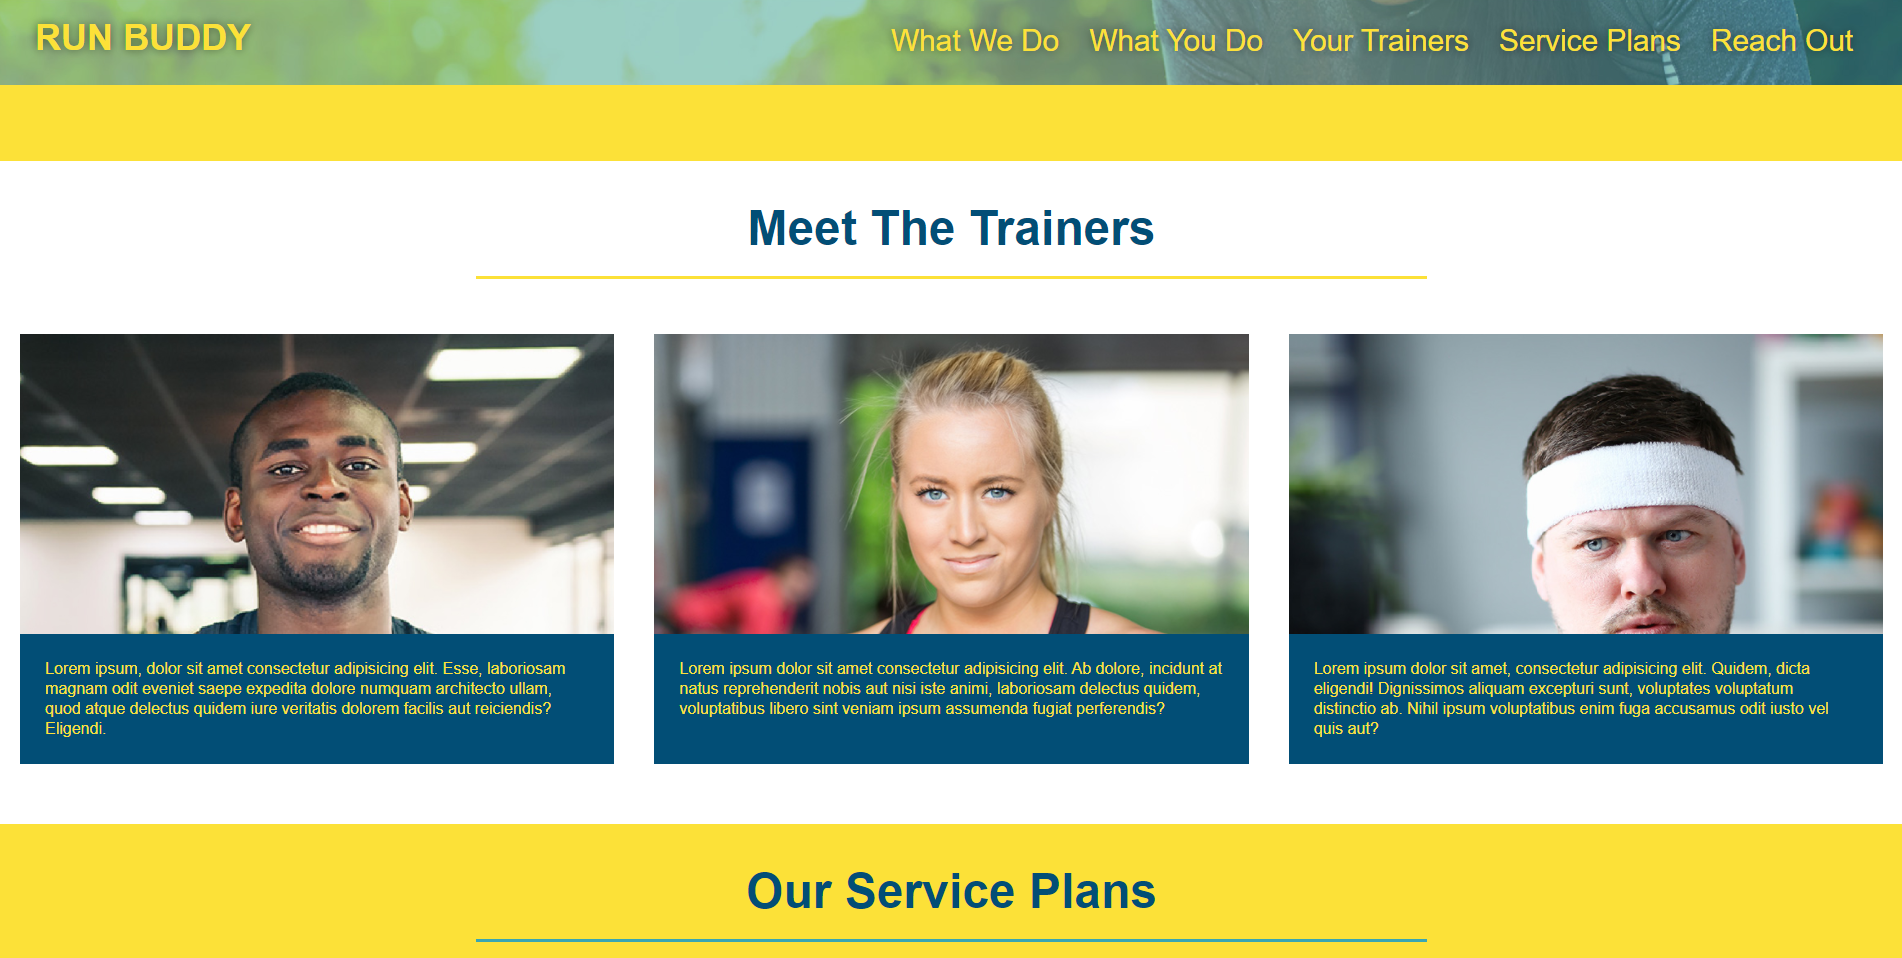 RUN BUDDY
What We Do What You Do Your Trainers Service Plans Reach Out
Meet The Trainers
Lorem ipsum, dolor sit amet consectetur adipisicing elit. Esse, laboriosam
magnam odit eveniet saepe expedita dolore numquam architecto ullam,
quod atque delectus quidem iure veritatis dolorem facilis aut reiciendis?
Eligendi.
Lorem ipsum dolor sit amet consectetur adipisicing elit. Ab dolore, incidunt at
natus reprehenderit nobis aut nisi iste animi, laboriosam delectus quidem,
voluptatibus libero sint veniam ipsum assumenda fugiat perferendis?
Lorem ipsum dolor sit amet, consectetur adipisicing elit. Quidem, dicta
eligendi! Dignissimos aliquam excepturi sunt, voluptates voluptatum
distinctio ab. Nihil ipsum voluptatibus enim fuga accusamus odit iusto vel
quis aut?
Our Service Plans